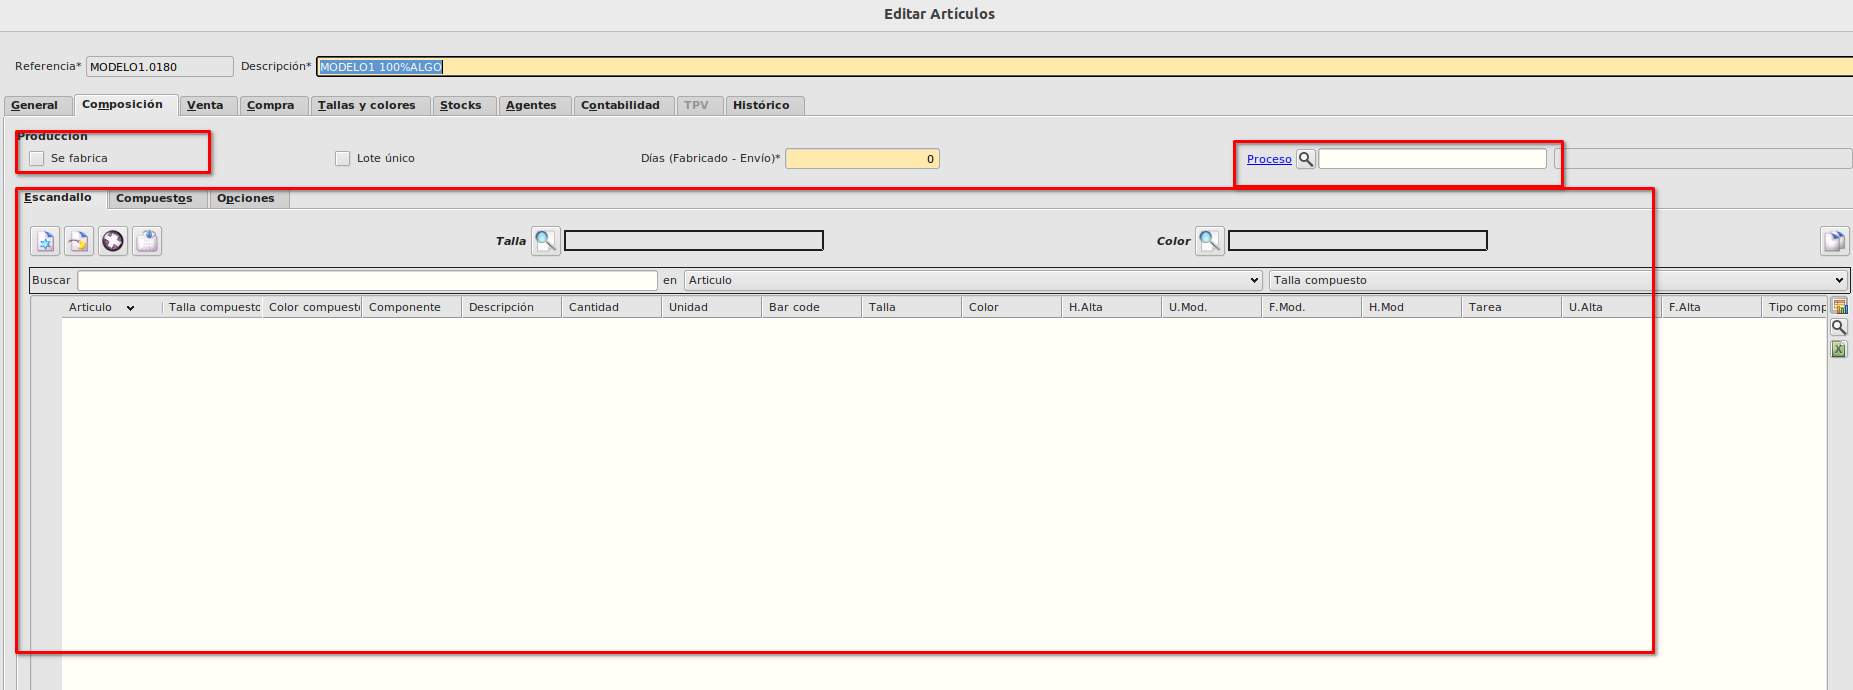 Editar Artículos
Referencia* MODELO1.0180 Descripción* MODELO1 100%ALGO
General Composición Venta Compra Tallas y colores Stocks Agentes Contabilidad TPV Histórico
Producción
Se fabrica Lote único Días (Fabricado - Envío)* 0 Proceso
Escandallo Compuestos Opciones
Talla Color
Buscar en Articulo Talla compuesto
Articulo Talla compuesto Color compuest Componente Descripción Cantidad Unidad Bar code Talla Color H.Alta U.Mod. F.Mod. H.Mod Tarea U.Alta F.Alta Tipo comp